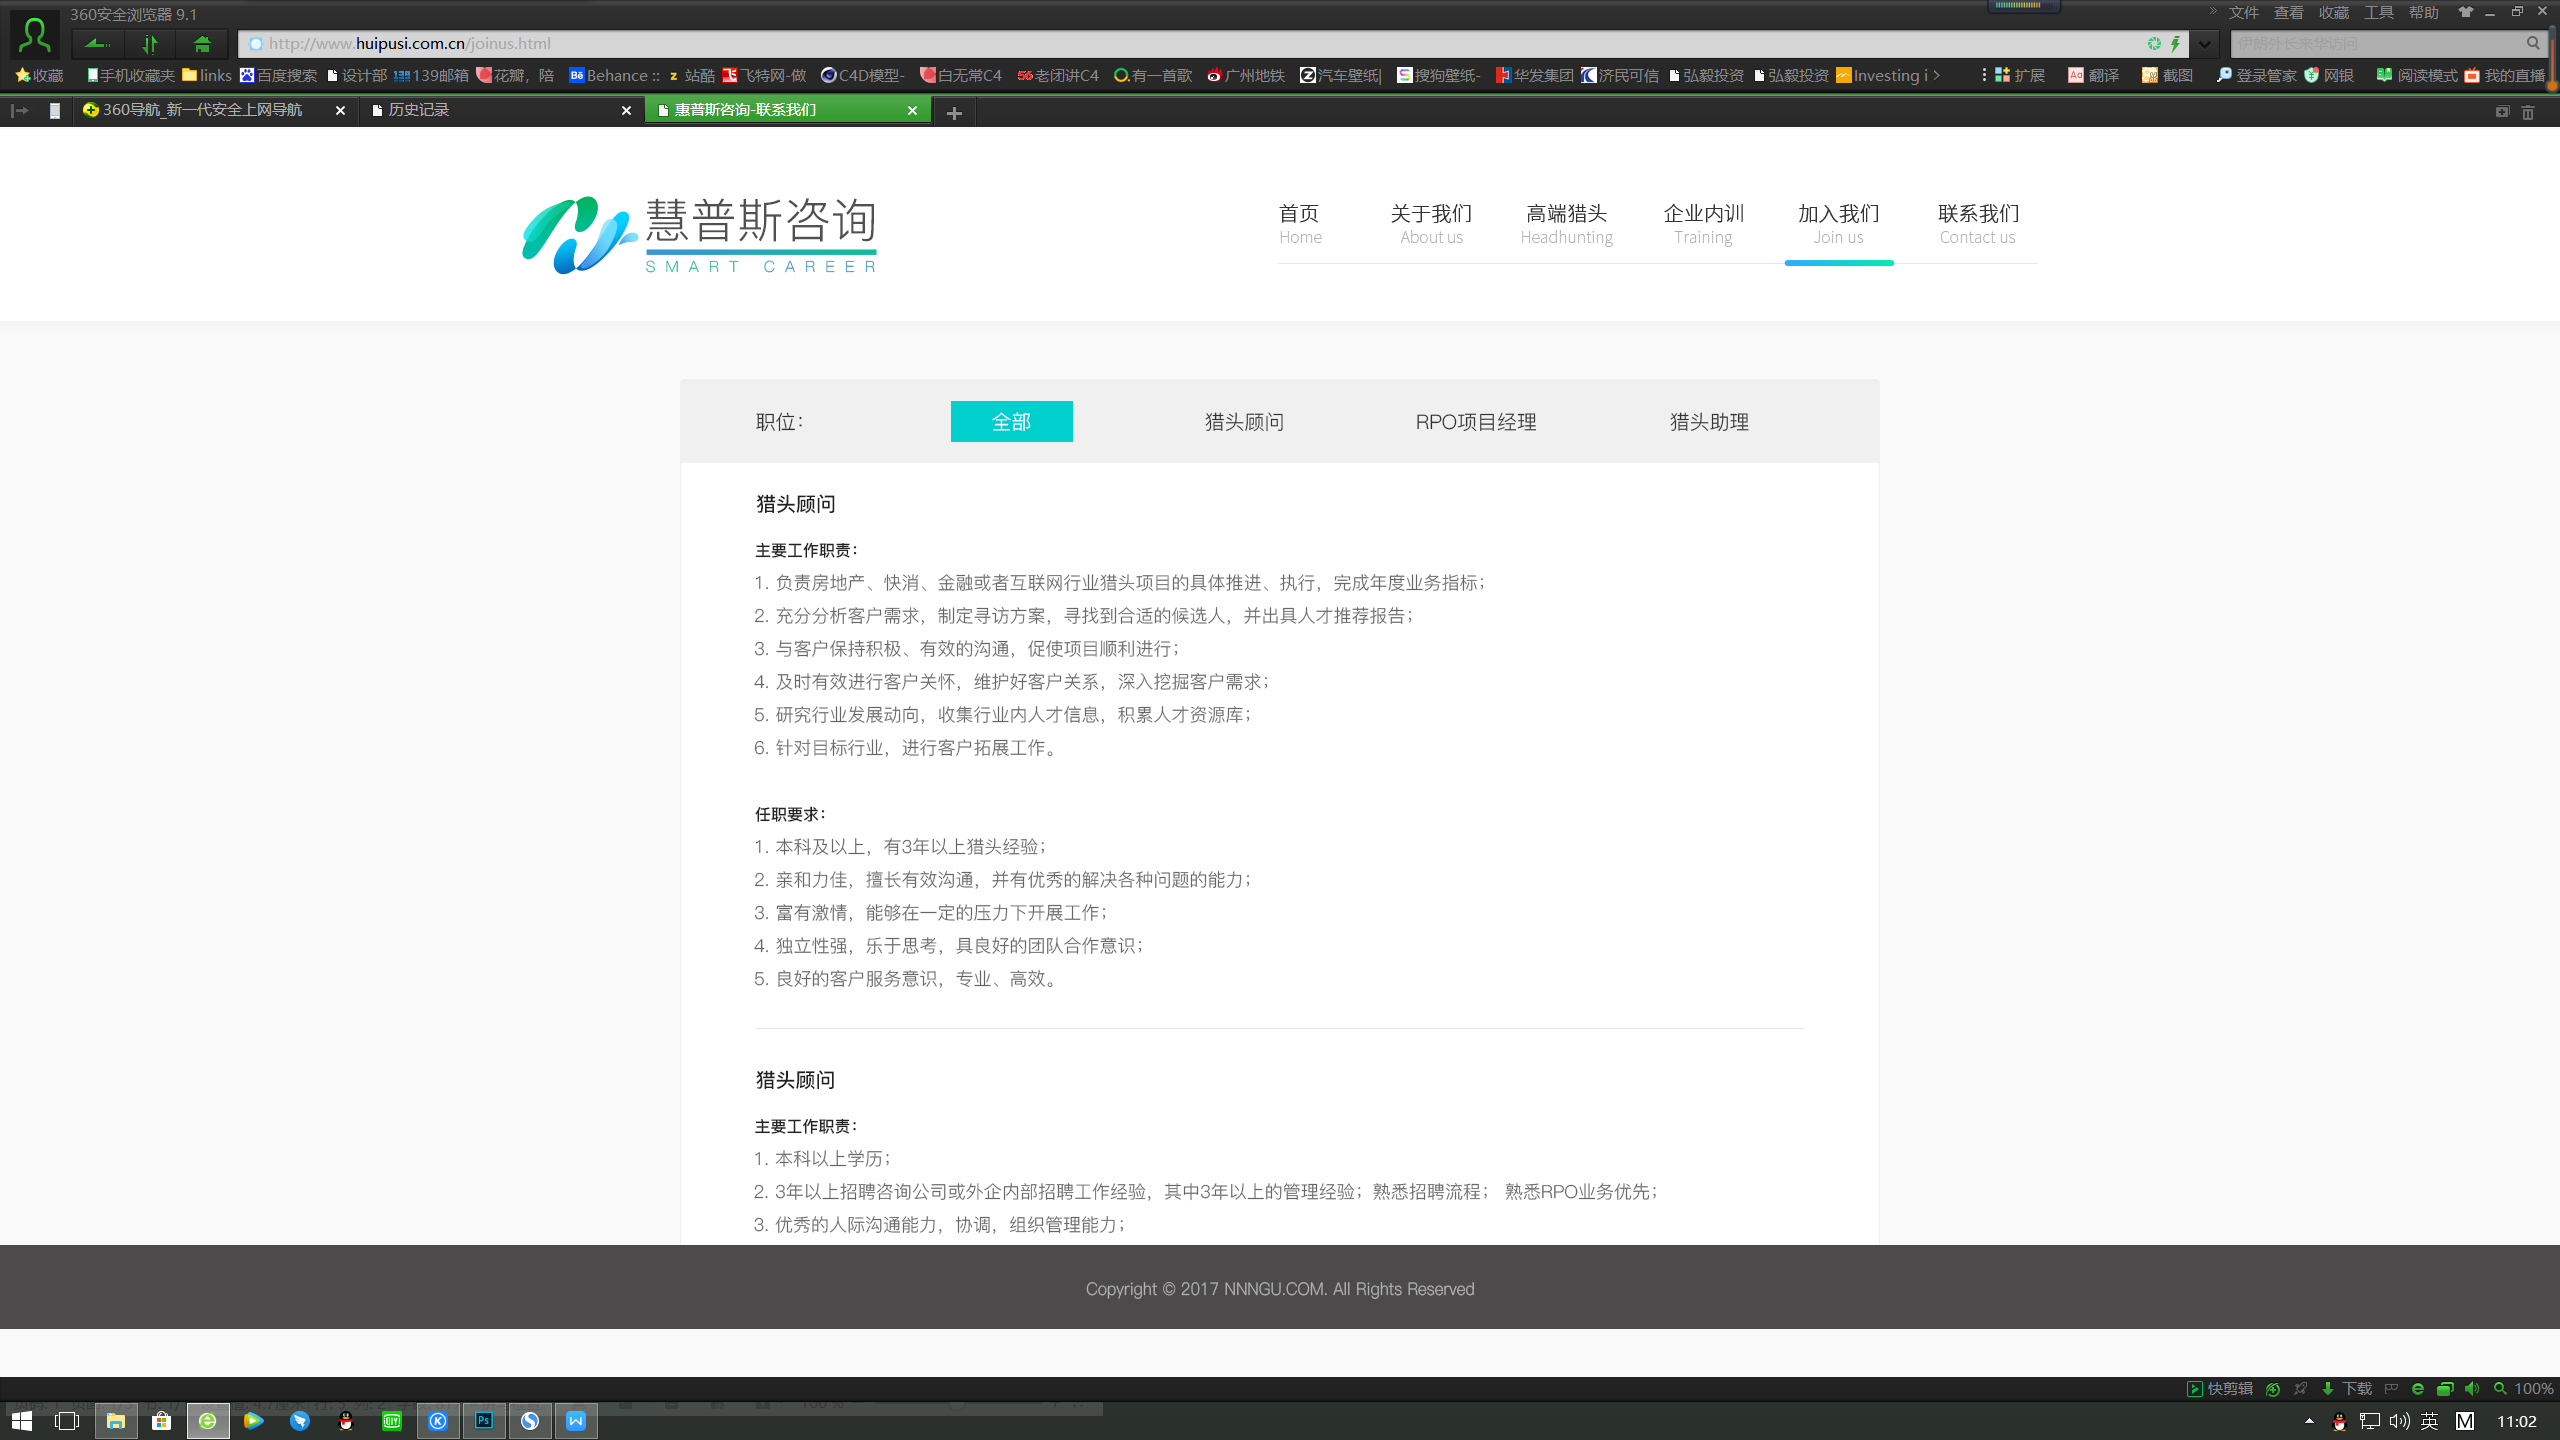 360安全浏览器 9.1
文件 查看 收藏 工具 帮助
http://www.huipusi.com.cn/joinus.html
伊朗外长来华访问
收藏 手机收藏夹 links 百度搜索 设计部 139邮箱 花瓣，陪 Behance :: 站酷 飞特网-做 C4D模型- 白无常C4 老闭讲C4 有一首歌 广州地铁 汽车壁纸| 搜狗壁纸- 华发集团 济民可信 弘毅投资 弘毅投资 Investing i 扩展 翻译 截图 登录管家 网银 阅读模式 我的直播
360导航_新一代安全上网导航
历史记录
惠普斯咨询-联系我们
慧普斯咨询
SMART CAREER
首页 关于我们 高端猎头 企业内训 加入我们 联系我们
Home About us Headhunting Training Join us Contact us
职位： 全部 猎头顾问 RPO项目经理 猎头助理
猎头顾问
主要工作职责：
1. 负责房地产、快消、金融或者互联网行业猎头项目的具体推进、执行，完成年度业务指标；
2. 充分分析客户需求，制定寻访方案，寻找到合适的候选人，并出具人才推荐报告；
3. 与客户保持积极、有效的沟通，促使项目顺利进行；
4. 及时有效进行客户关怀，维护好客户关系，深入挖掘客户需求；
5. 研究行业发展动向，收集行业内人才信息，积累人才资源库；
6. 针对目标行业，进行客户拓展工作。
任职要求：
1. 本科及以上，有3年以上猎头经验；
2. 亲和力佳，擅长有效沟通，并有优秀的解决各种问题的能力；
3. 富有激情，能够在一定的压力下开展工作；
4. 独立性强，乐于思考，具良好的团队合作意识；
5. 良好的客户服务意识，专业、高效。
猎头顾问
主要工作职责：
1. 本科以上学历；
2. 3年以上招聘咨询公司或外企内部招聘工作经验，其中3年以上的管理经验；熟悉招聘流程； 熟悉RPO业务优先；
3. 优秀的人际沟通能力，协调，组织管理能力；
Copyright © 2017 NNNGU.COM. All Rights Reserved
快剪辑 下载 100%
英 M 11:02